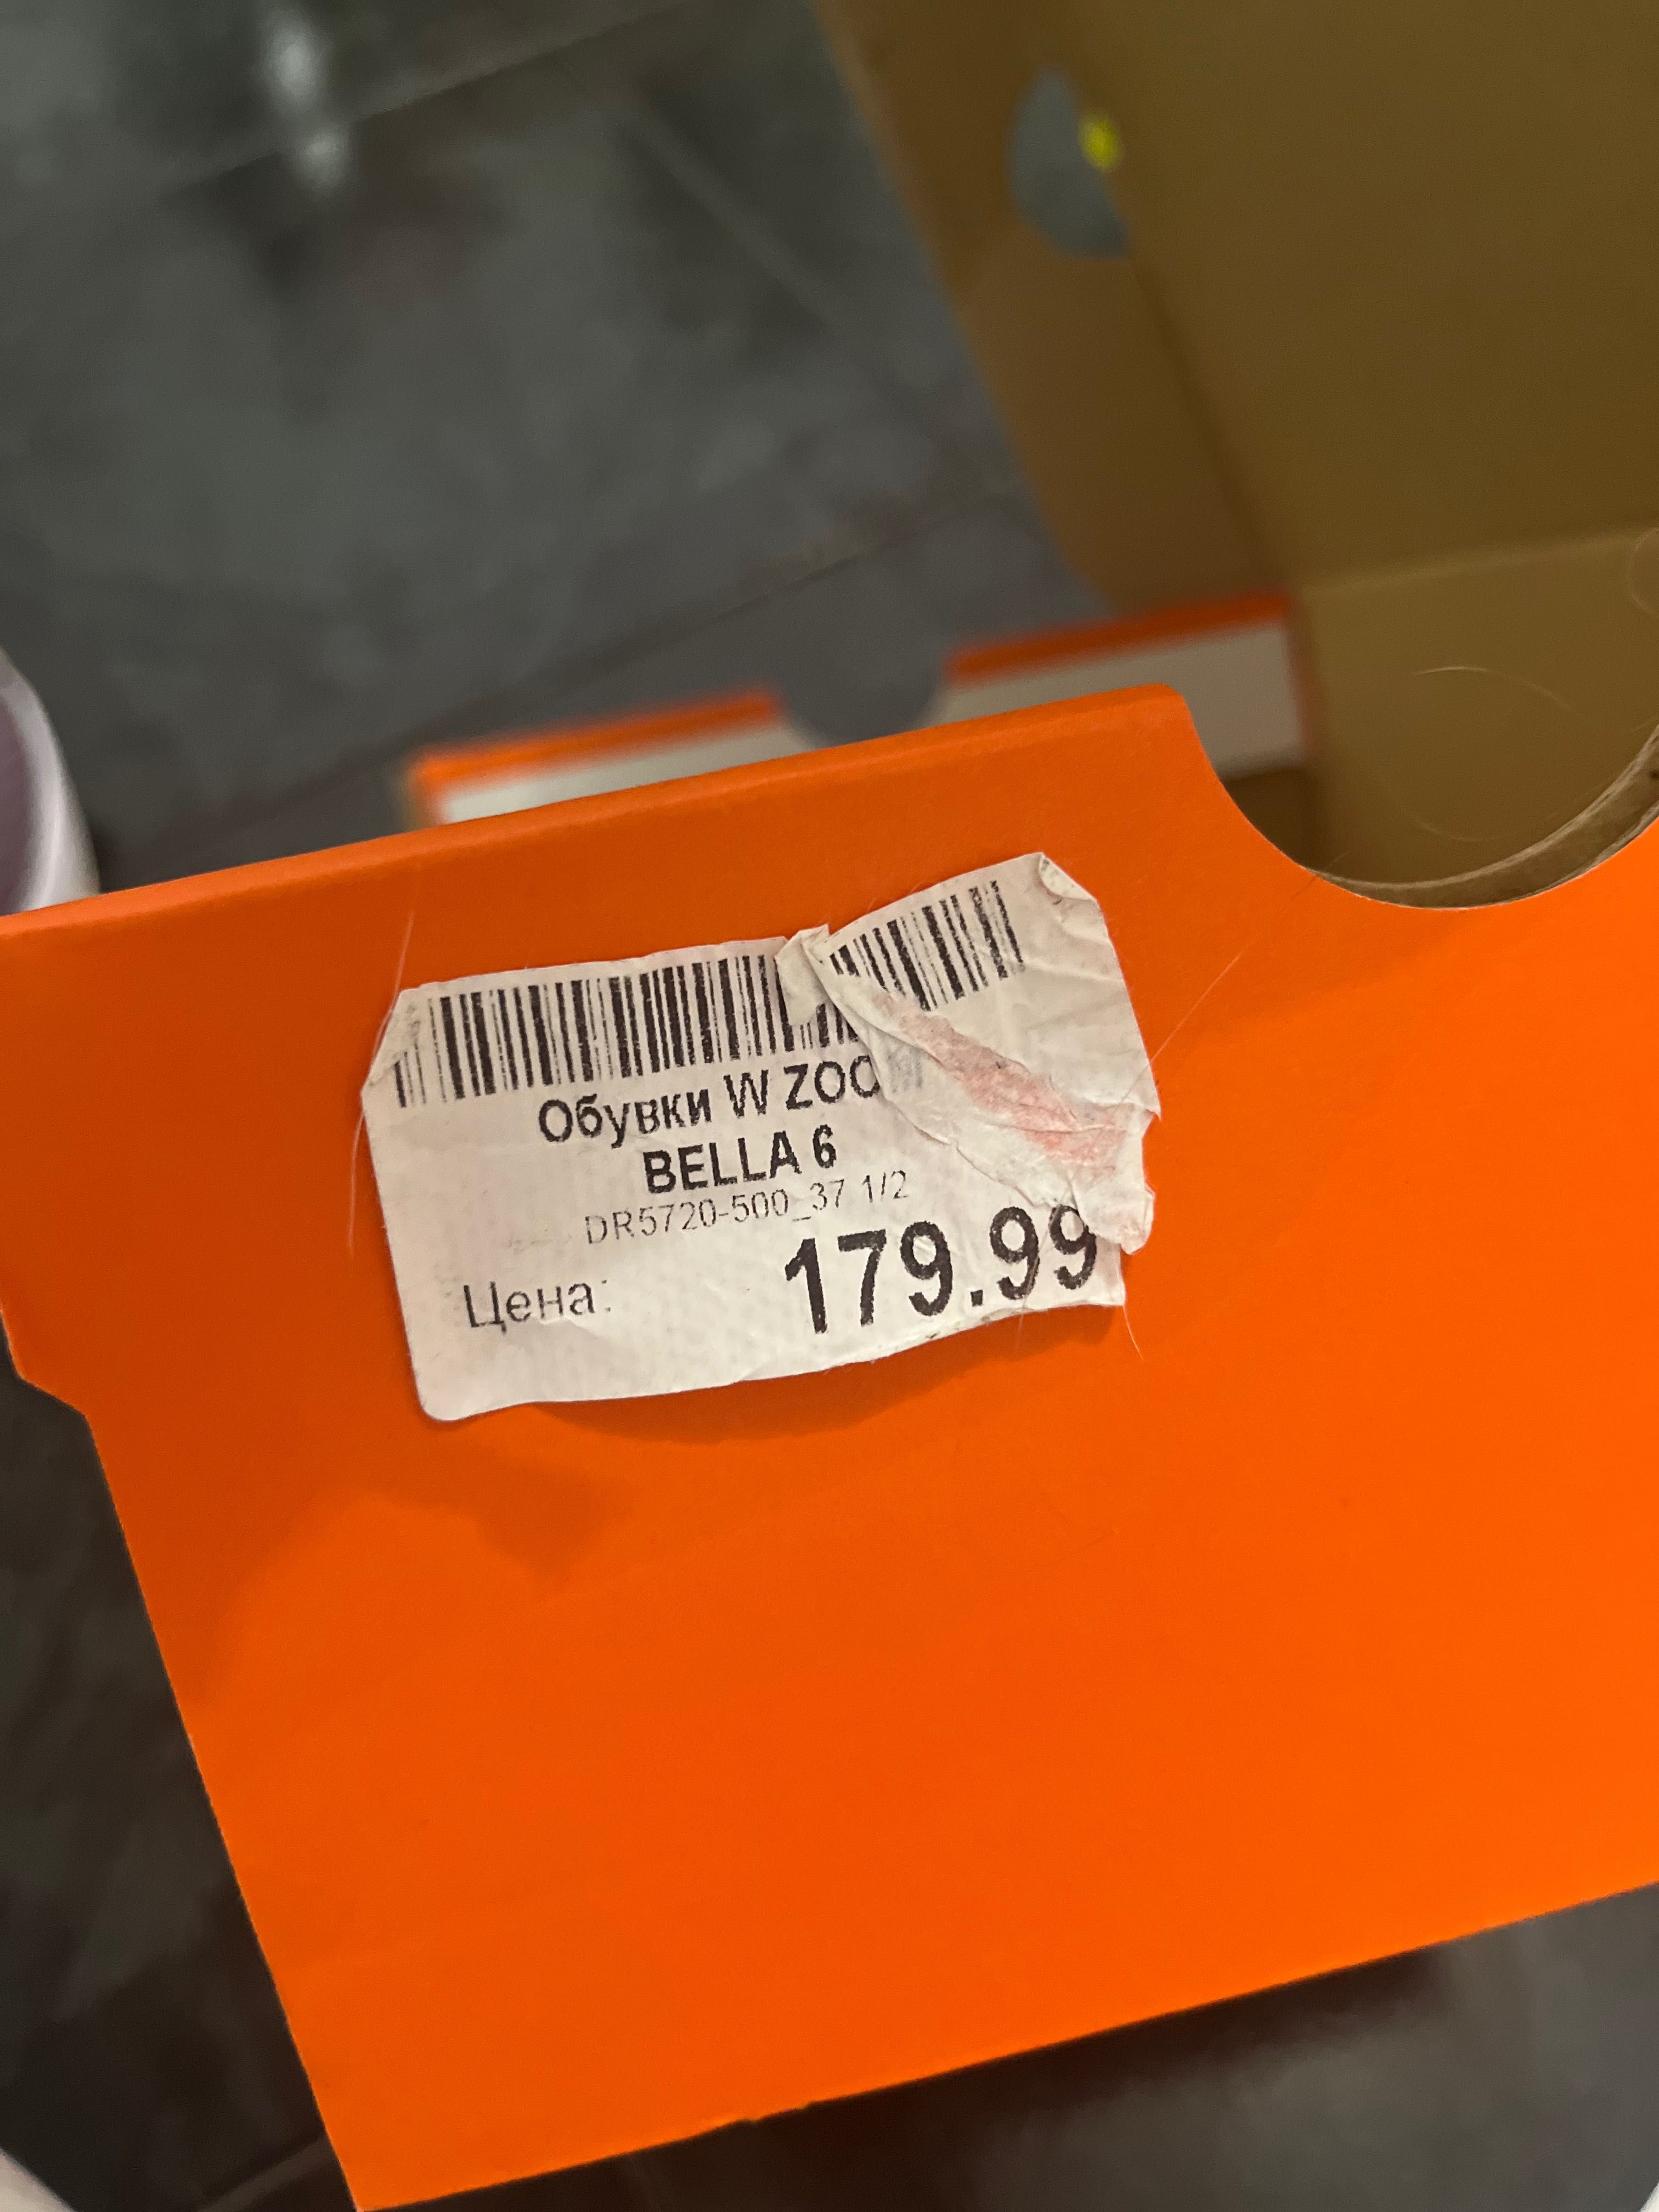 Обувки W ZOO
BELLA 6
DR5720-500_37 1/2
Цена: 179.99